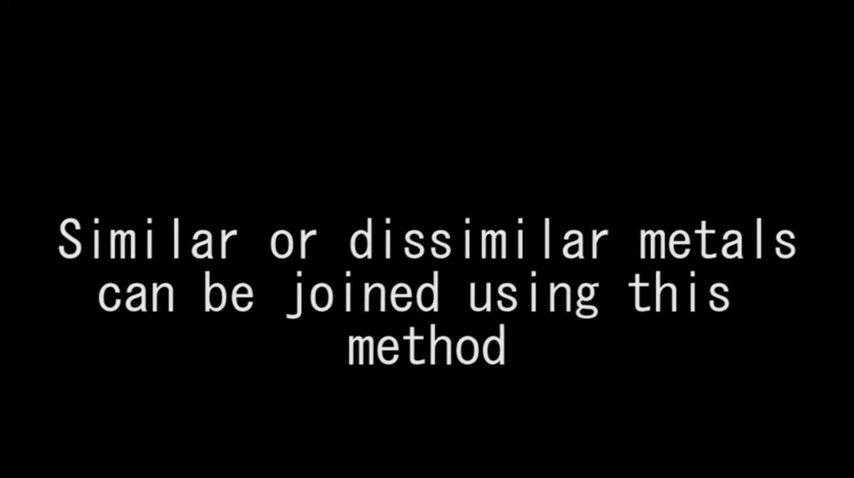 Similar or dissimilar metals
can be joined using this
method